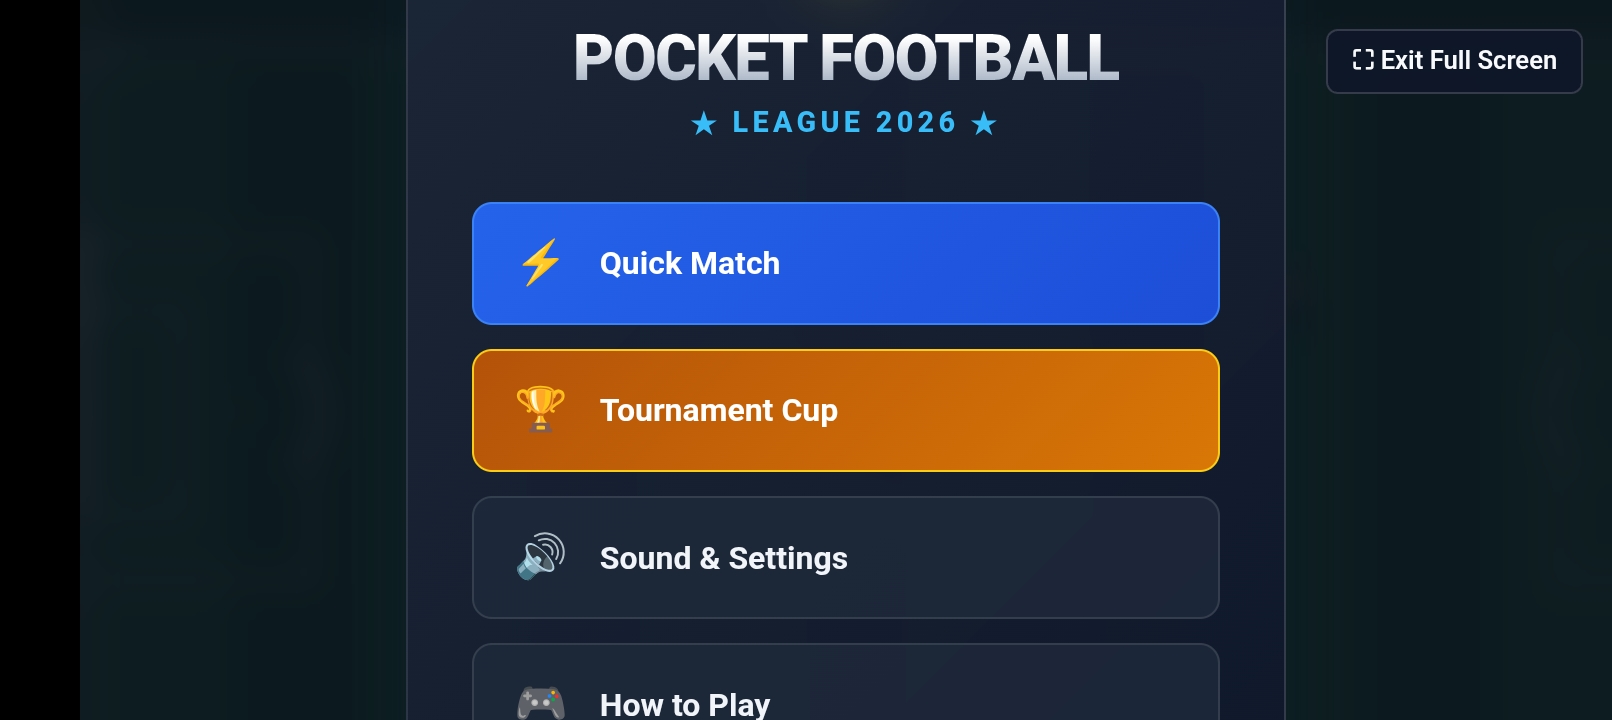 POCKET FOOTBALL
★ LEAGUE 2026 ★
Exit Full Screen
Quick Match
Tournament Cup
Sound & Settings
How to Play